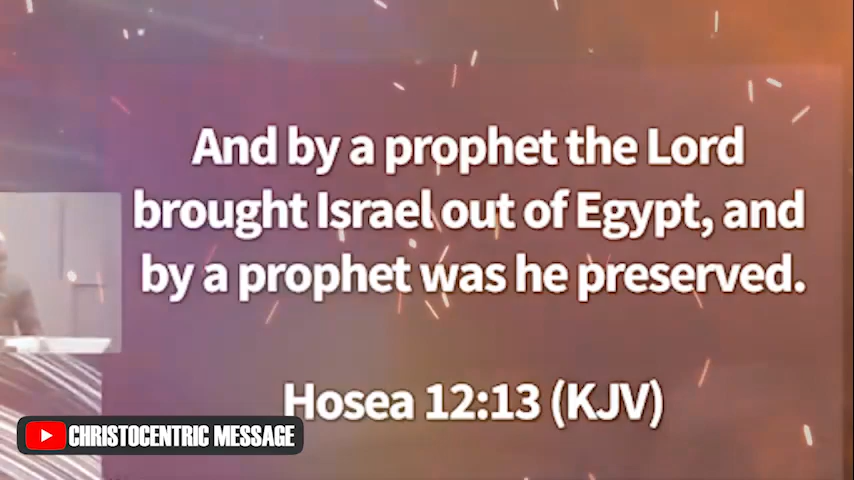 And by a prophet the Lord
brought Israel out of Egypt, and
by a prophet was he preserved.
Hosea 12:13 (KJV)
CHRISTOCENTRIC MESSAGE